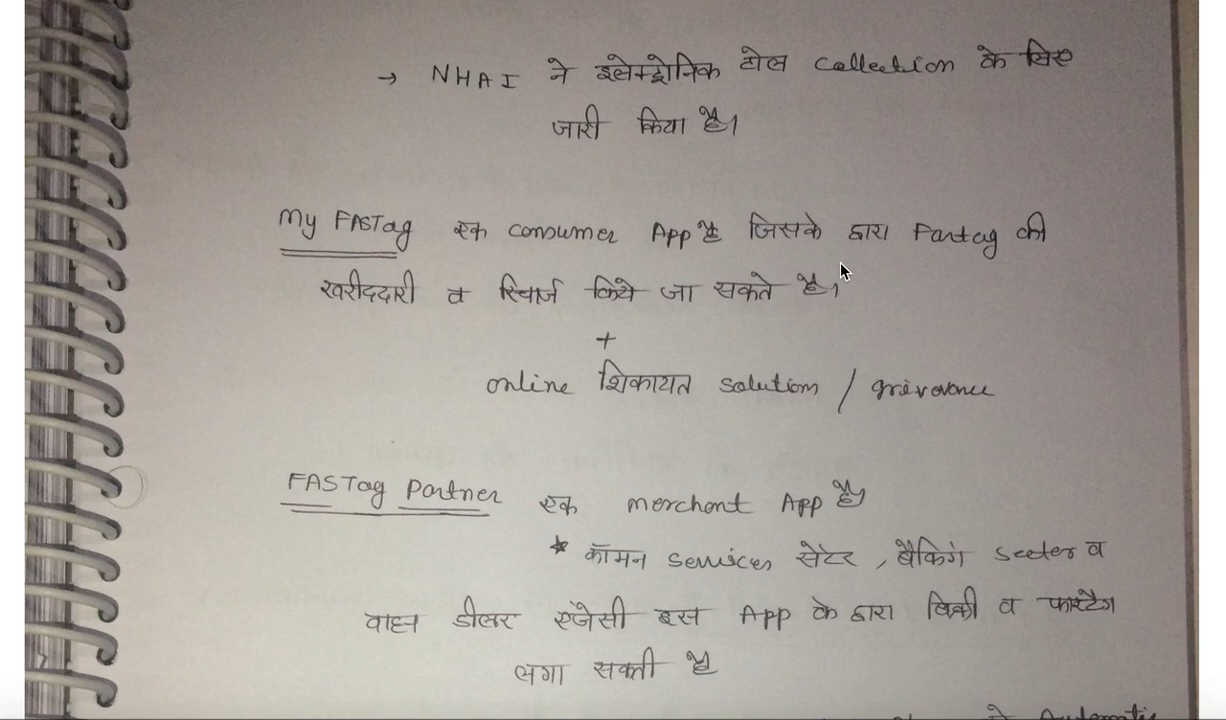 → NHAI ने इलेक्ट्रोनिक टोल Collection के लिए
जारी किया है।
My FASTag एक consumer App है जिसके द्वारा Fastag की
खरीददारी व रिचार्ज किये जा सकते है।
+
online शिकायत solution / grievance
FASTag Partner एक merchant App है
* कॉमन services सेंटर , बैंकिंग sector व
वाहन डीलर एजेंसी इस App के द्वारा बिक्री व फास्टैग
लगा सकती है
ने Automatic